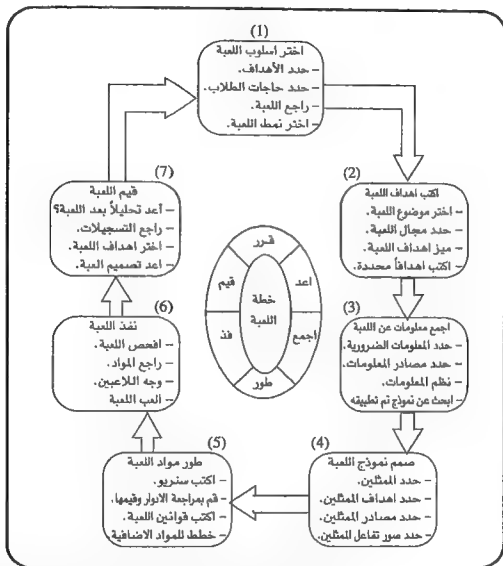 (1)
اختر اسلوب اللعبة
– حدد الأهداف.
– حدد حاجات الطلاب.
– راجع اللعبة.
– اختر نمط اللعبة.
(2)
اكتب اهداف اللعبة
– اختر موضوع اللعبة.
– حدد مجال اللعبة.
– ميز اهداف اللعبة.
– اكتب اهدافاً محددة.
(3)
اجمع معلومات عن اللعبة
– حدد المعلومات الضرورية.
– حدد مصادر المعلومات.
– نظم المعلومات.
– ابحث عن نموذج تم تطبيقه
(4)
صمم نموذج اللعبة
– حدد الممثلين.
– حدد اهداف الممثلين.
– حدد مصادر الممثلين.
– حدد صور تفاعل الممثلين.
(5)
طور مواد اللعبة
– اكتب سنريو.
– قم بمراجعة الادوار وقيمها.
– اكتب قوانين اللعبة.
– خطط للمواد الاضافية.
(6)
نفذ اللعبة
– افحص اللعبة.
– راجع المواد.
– وجه اللاعبين.
– العب اللعبة
(7)
قيم اللعبة
– أعد تحليلاً بعد اللعبة؟
– راجع التسجيلات.
– اختر اهداف اللعبة.
– اعد تصميم العبة.
قرر
اعد
اجمع
طور
فذ
قيم
خطة
اللعبة